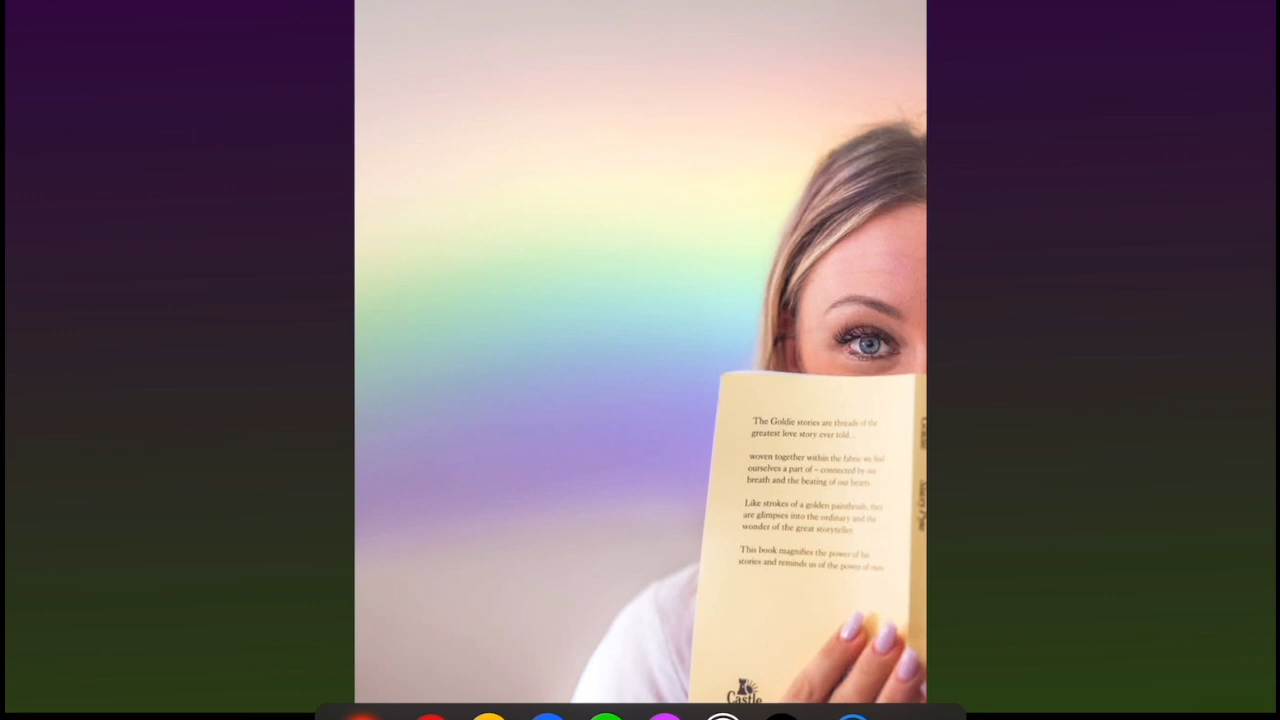 The Goldie stories are threads of the
greatest love story ever told...
woven together within the fabric we find
ourselves a part of – connected by our
breath and the beating of our hearts.
Like strokes of a golden paintbrush, they
are glimpses into the ordinary and the
wonder of the great storyteller.
This book magnifies the power of his
stories and reminds us of the power of ours
Castle